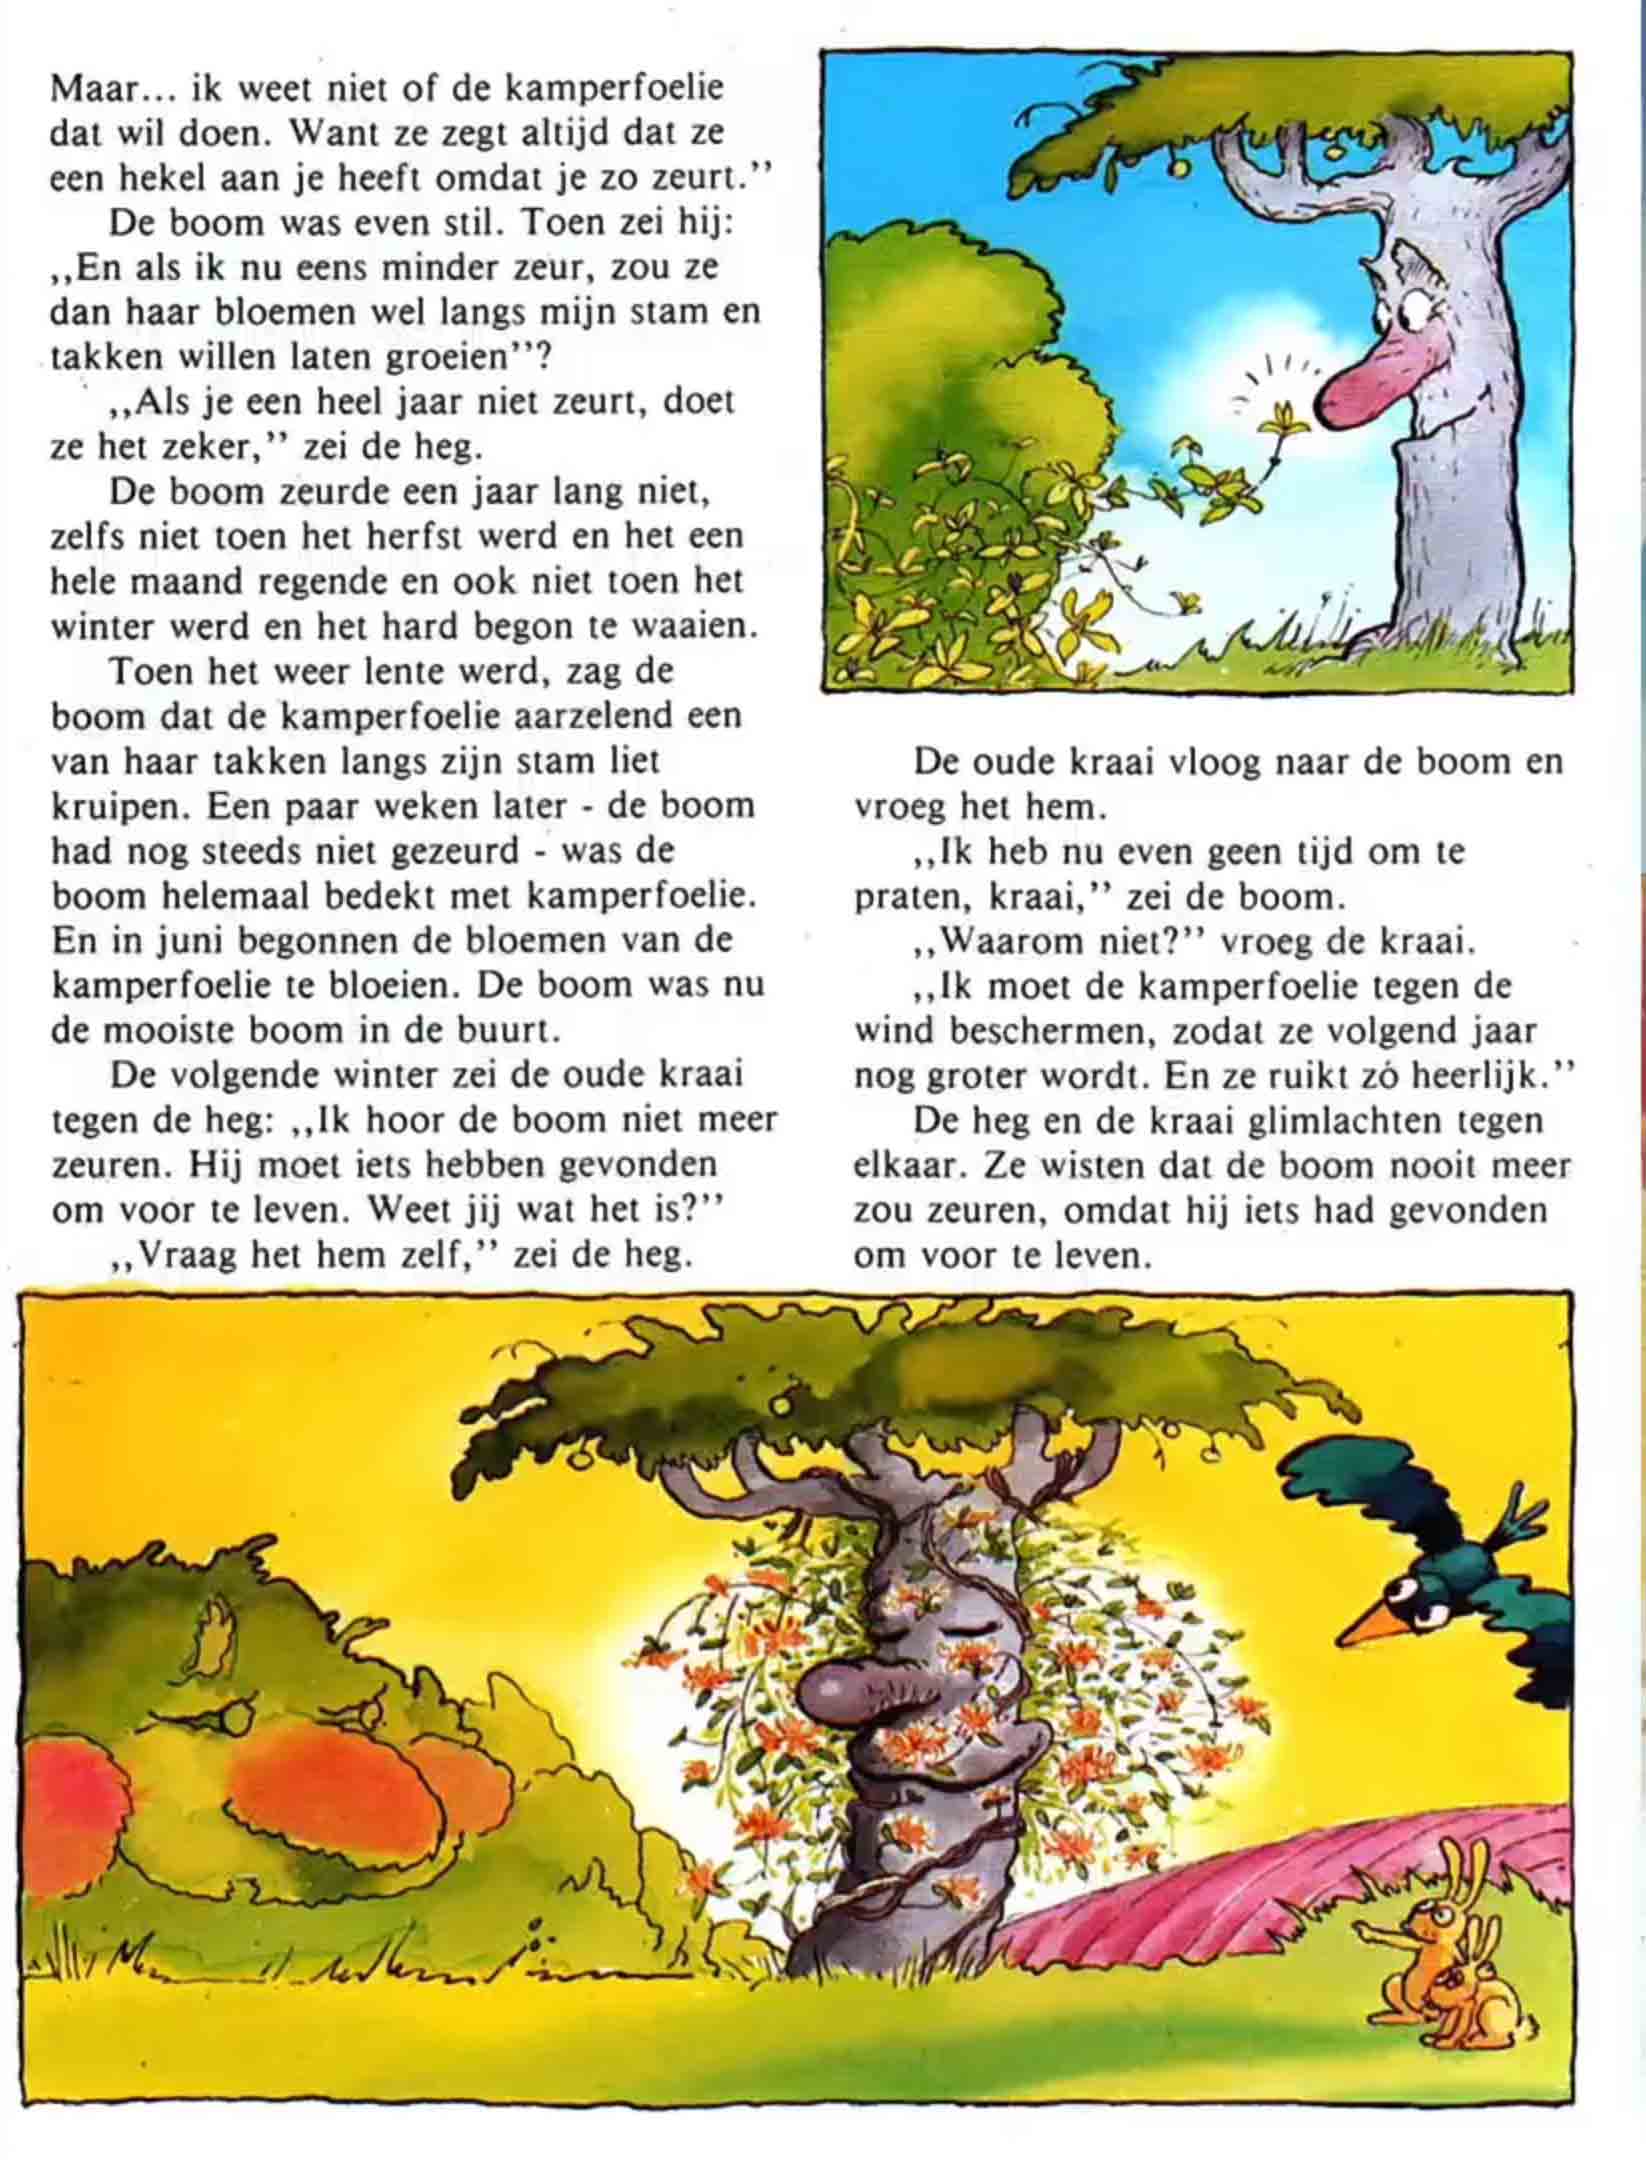 Maar... ik weet niet of de kamperfoelie
dat wil doen. Want ze zegt altijd dat ze
een hekel aan je heeft omdat je zo zeurt.”
De boom was even stil. Toen zei hij:
,,En als ik nu eens minder zeur, zou ze
dan haar bloemen wel langs mijn stam en
takken willen laten groeien”?
,,Als je een heel jaar niet zeurt, doet
ze het zeker,” zei de heg.
De boom zeurde een jaar lang niet,
zelfs niet toen het herfst werd en het een
hele maand regende en ook niet toen het
winter werd en het hard begon te waaien.
Toen het weer lente werd, zag de
boom dat de kamperfoelie aarzelend een
van haar takken langs zijn stam liet
kruipen. Een paar weken later - de boom
had nog steeds niet gezeurd - was de
boom helemaal bedekt met kamperfoelie.
En in juni begonnen de bloemen van de
kamperfoelie te bloeien. De boom was nu
de mooiste boom in de buurt.
De volgende winter zei de oude kraai
tegen de heg: ,,Ik hoor de boom niet meer
zeuren. Hij moet iets hebben gevonden
om voor te leven. Weet jij wat het is?”
,,Vraag het hem zelf,” zei de heg.
De oude kraai vloog naar de boom en
vroeg het hem.
,,Ik heb nu even geen tijd om te
praten, kraai,” zei de boom.
,,Waarom niet?” vroeg de kraai.
,,Ik moet de kamperfoelie tegen de
wind beschermen, zodat ze volgend jaar
nog groter wordt. En ze ruikt zó heerlijk.”
De heg en de kraai glimlachten tegen
elkaar. Ze wisten dat de boom nooit meer
zou zeuren, omdat hij iets had gevonden
om voor te leven.